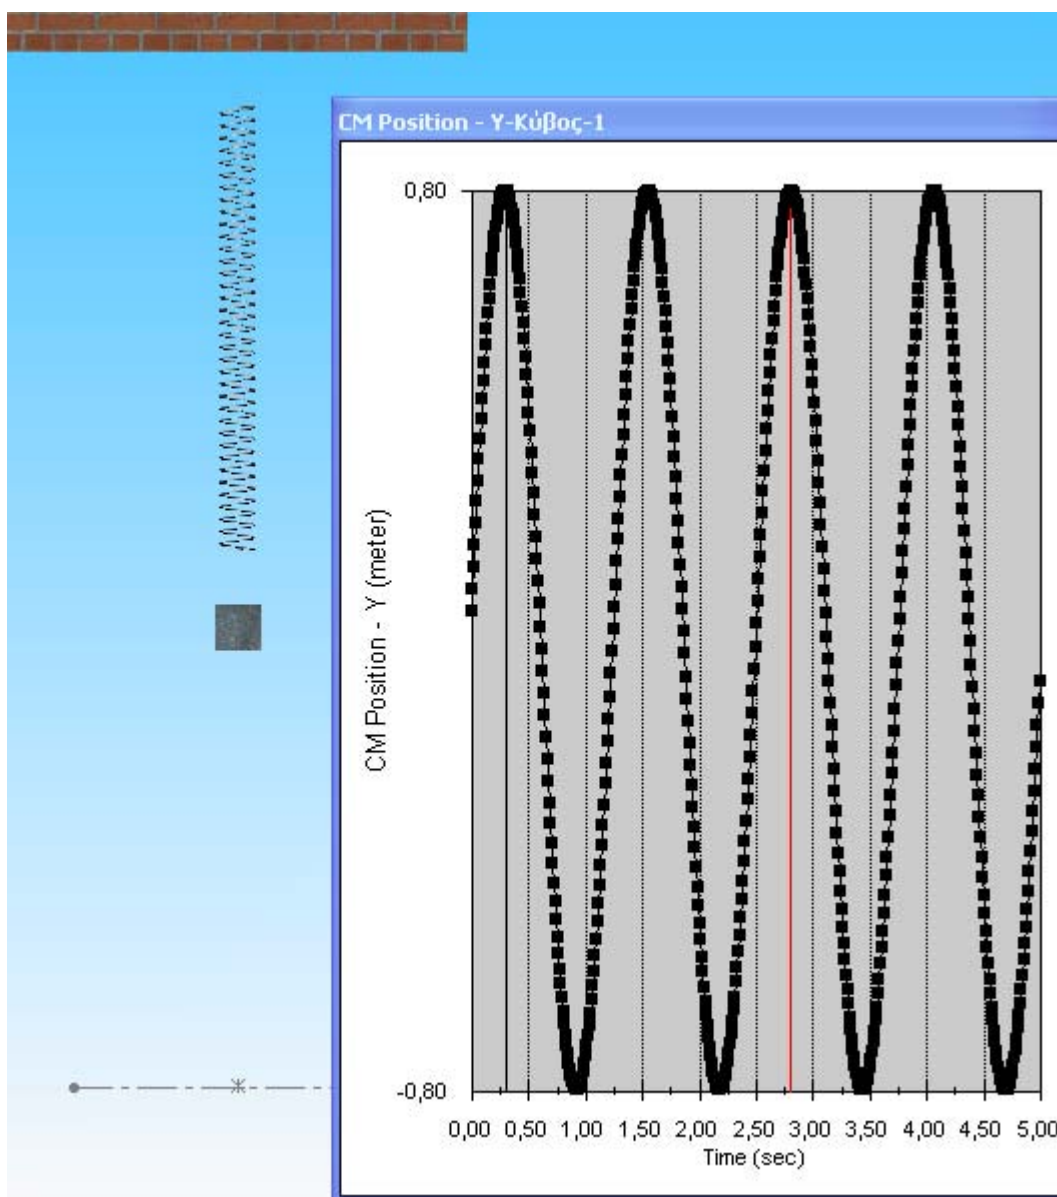 CM Position - Y-Κύβος-1
0,80
CM Position - Y (meter)
-0,80
0,00 0,50 1,00 1,50 2,00 2,50 3,00 3,50 4,00 4,50 5,00
Time (sec)